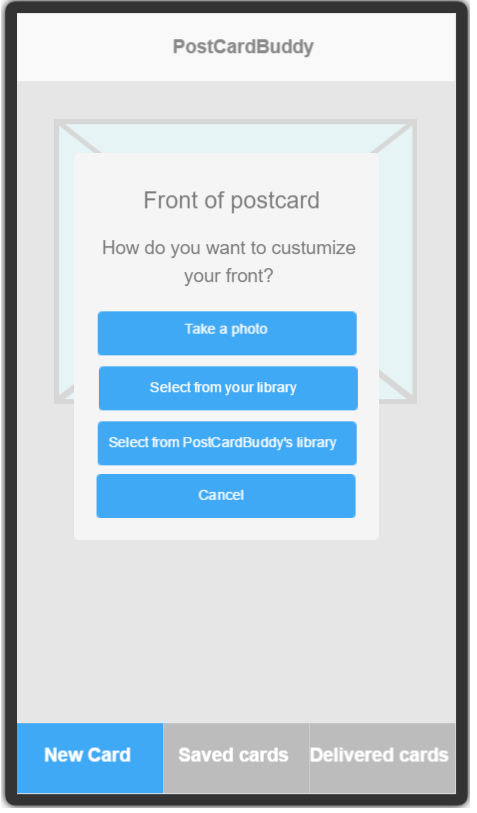 PostCardBuddy
Front of postcard
How do you want to custumize
your front?
Take a photo
Select from your library
Select from PostCardBuddy's library
Cancel
New Card
Saved cards
Delivered cards